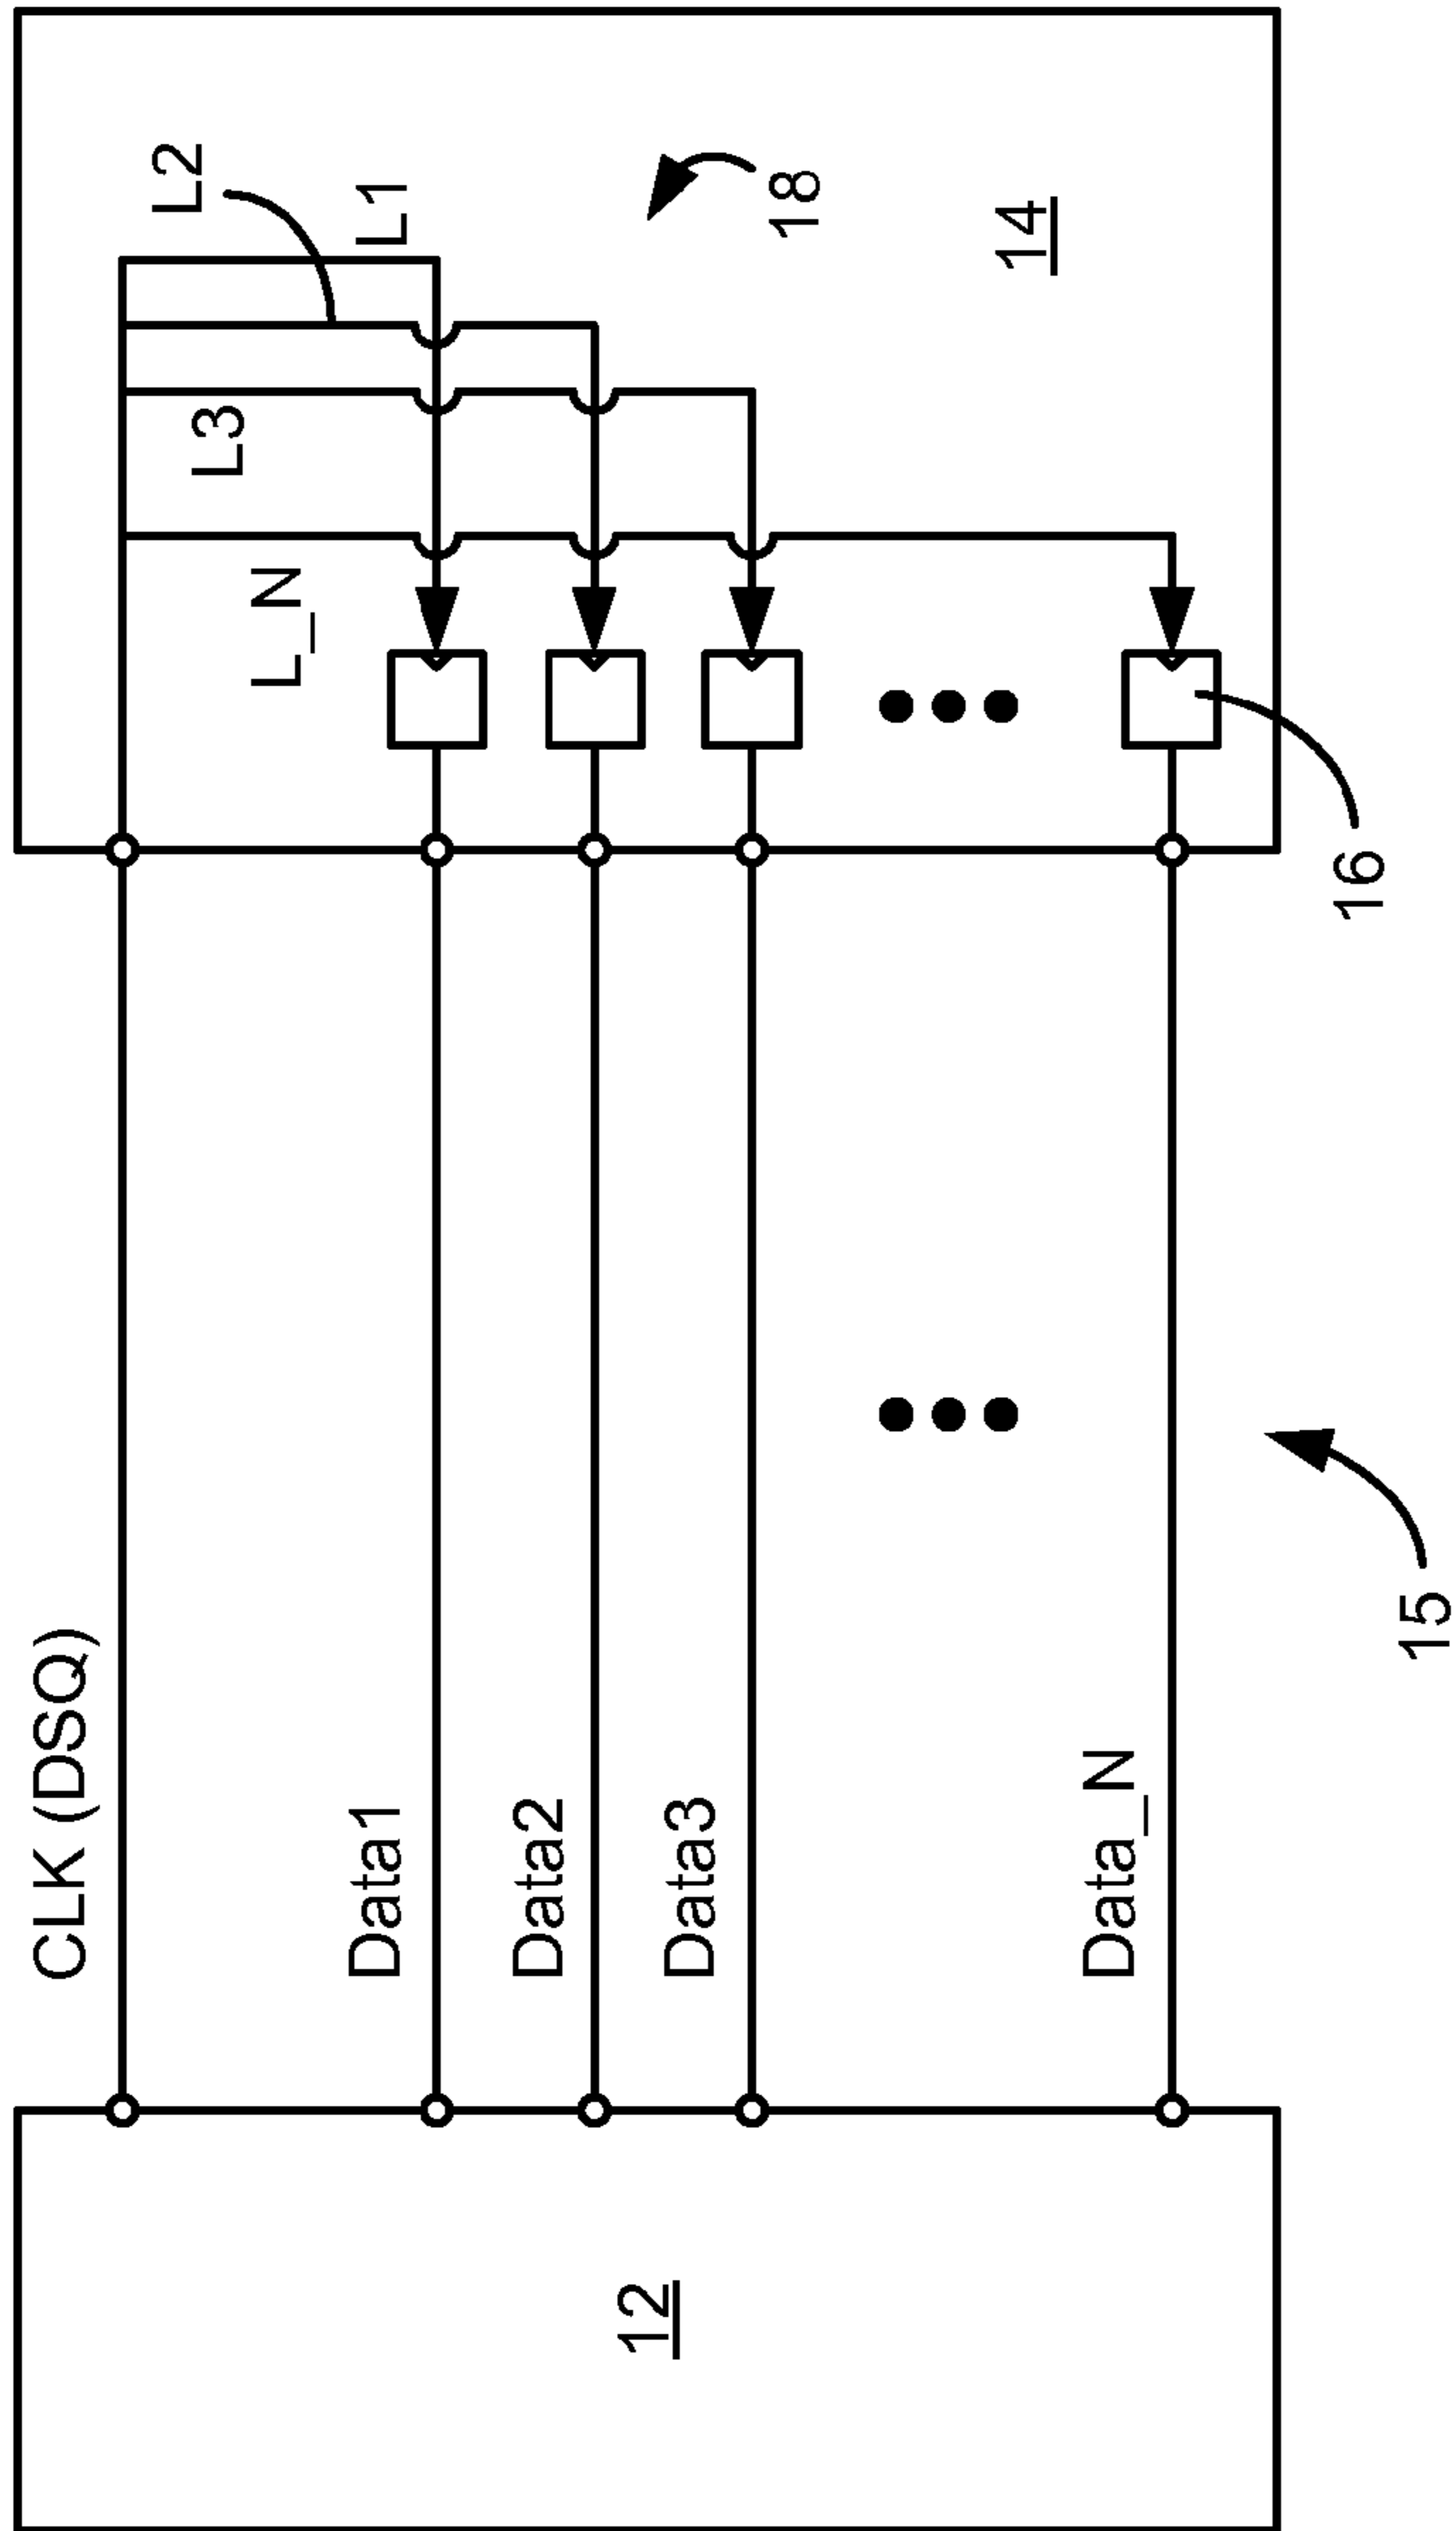 CLK (DSQ)
L2
L1
L3
L_N
Data1
Data2
Data3
Data_N
12
18
14
16
15